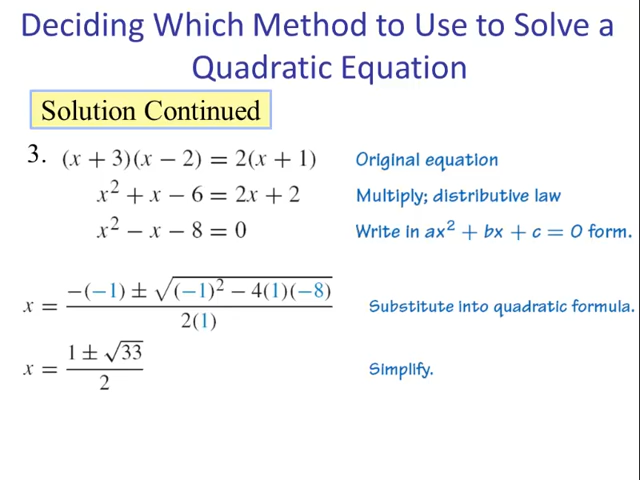 Deciding Which Method to Use to Solve a
Quadratic Equation
Solution Continued
3. (x + 3)(x − 2) = 2(x + 1) Original equation
x² + x − 6 = 2x + 2 Multiply; distributive law
x² − x − 8 = 0 Write in ax² + bx + c = 0 form.
x = (−(−1) ± √((−1)² − 4(1)(−8))) / (2(1)) Substitute into quadratic formula.
x = (1 ± √33) / 2 Simplify.